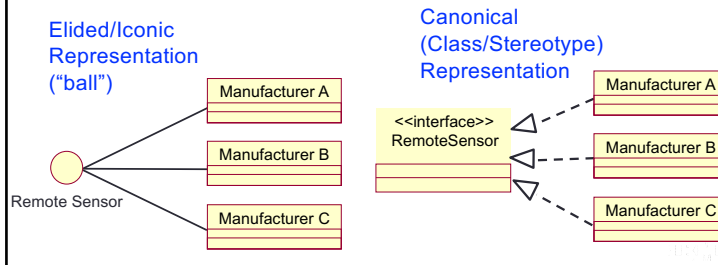 Elided/Iconic
Representation
(“ball”)
Manufacturer A
Manufacturer B
Manufacturer C
Remote Sensor
Canonical
(Class/Stereotype)
Representation
<<interface>>
RemoteSensor
Manufacturer A
Manufacturer B
Manufacturer C